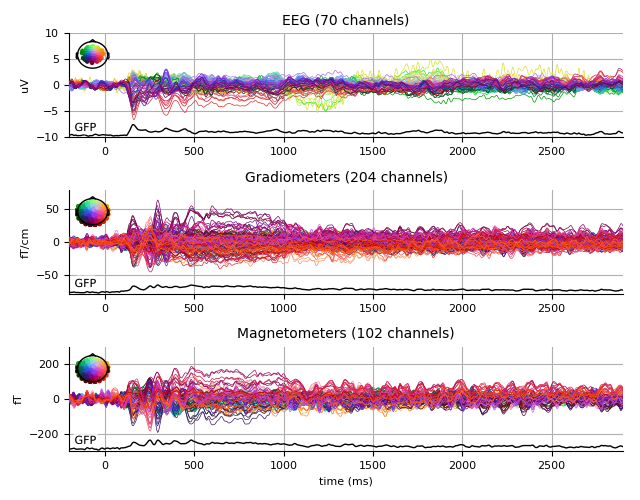 EEG (70 channels)
10
5
0
−5
−10
uV
GFP
0 500 1000 1500 2000 2500
Gradiometers (204 channels)
50
0
−50
fT/cm
GFP
0 500 1000 1500 2000 2500
Magnetometers (102 channels)
200
0
−200
fT
GFP
0 500 1000 1500 2000 2500
time (ms)